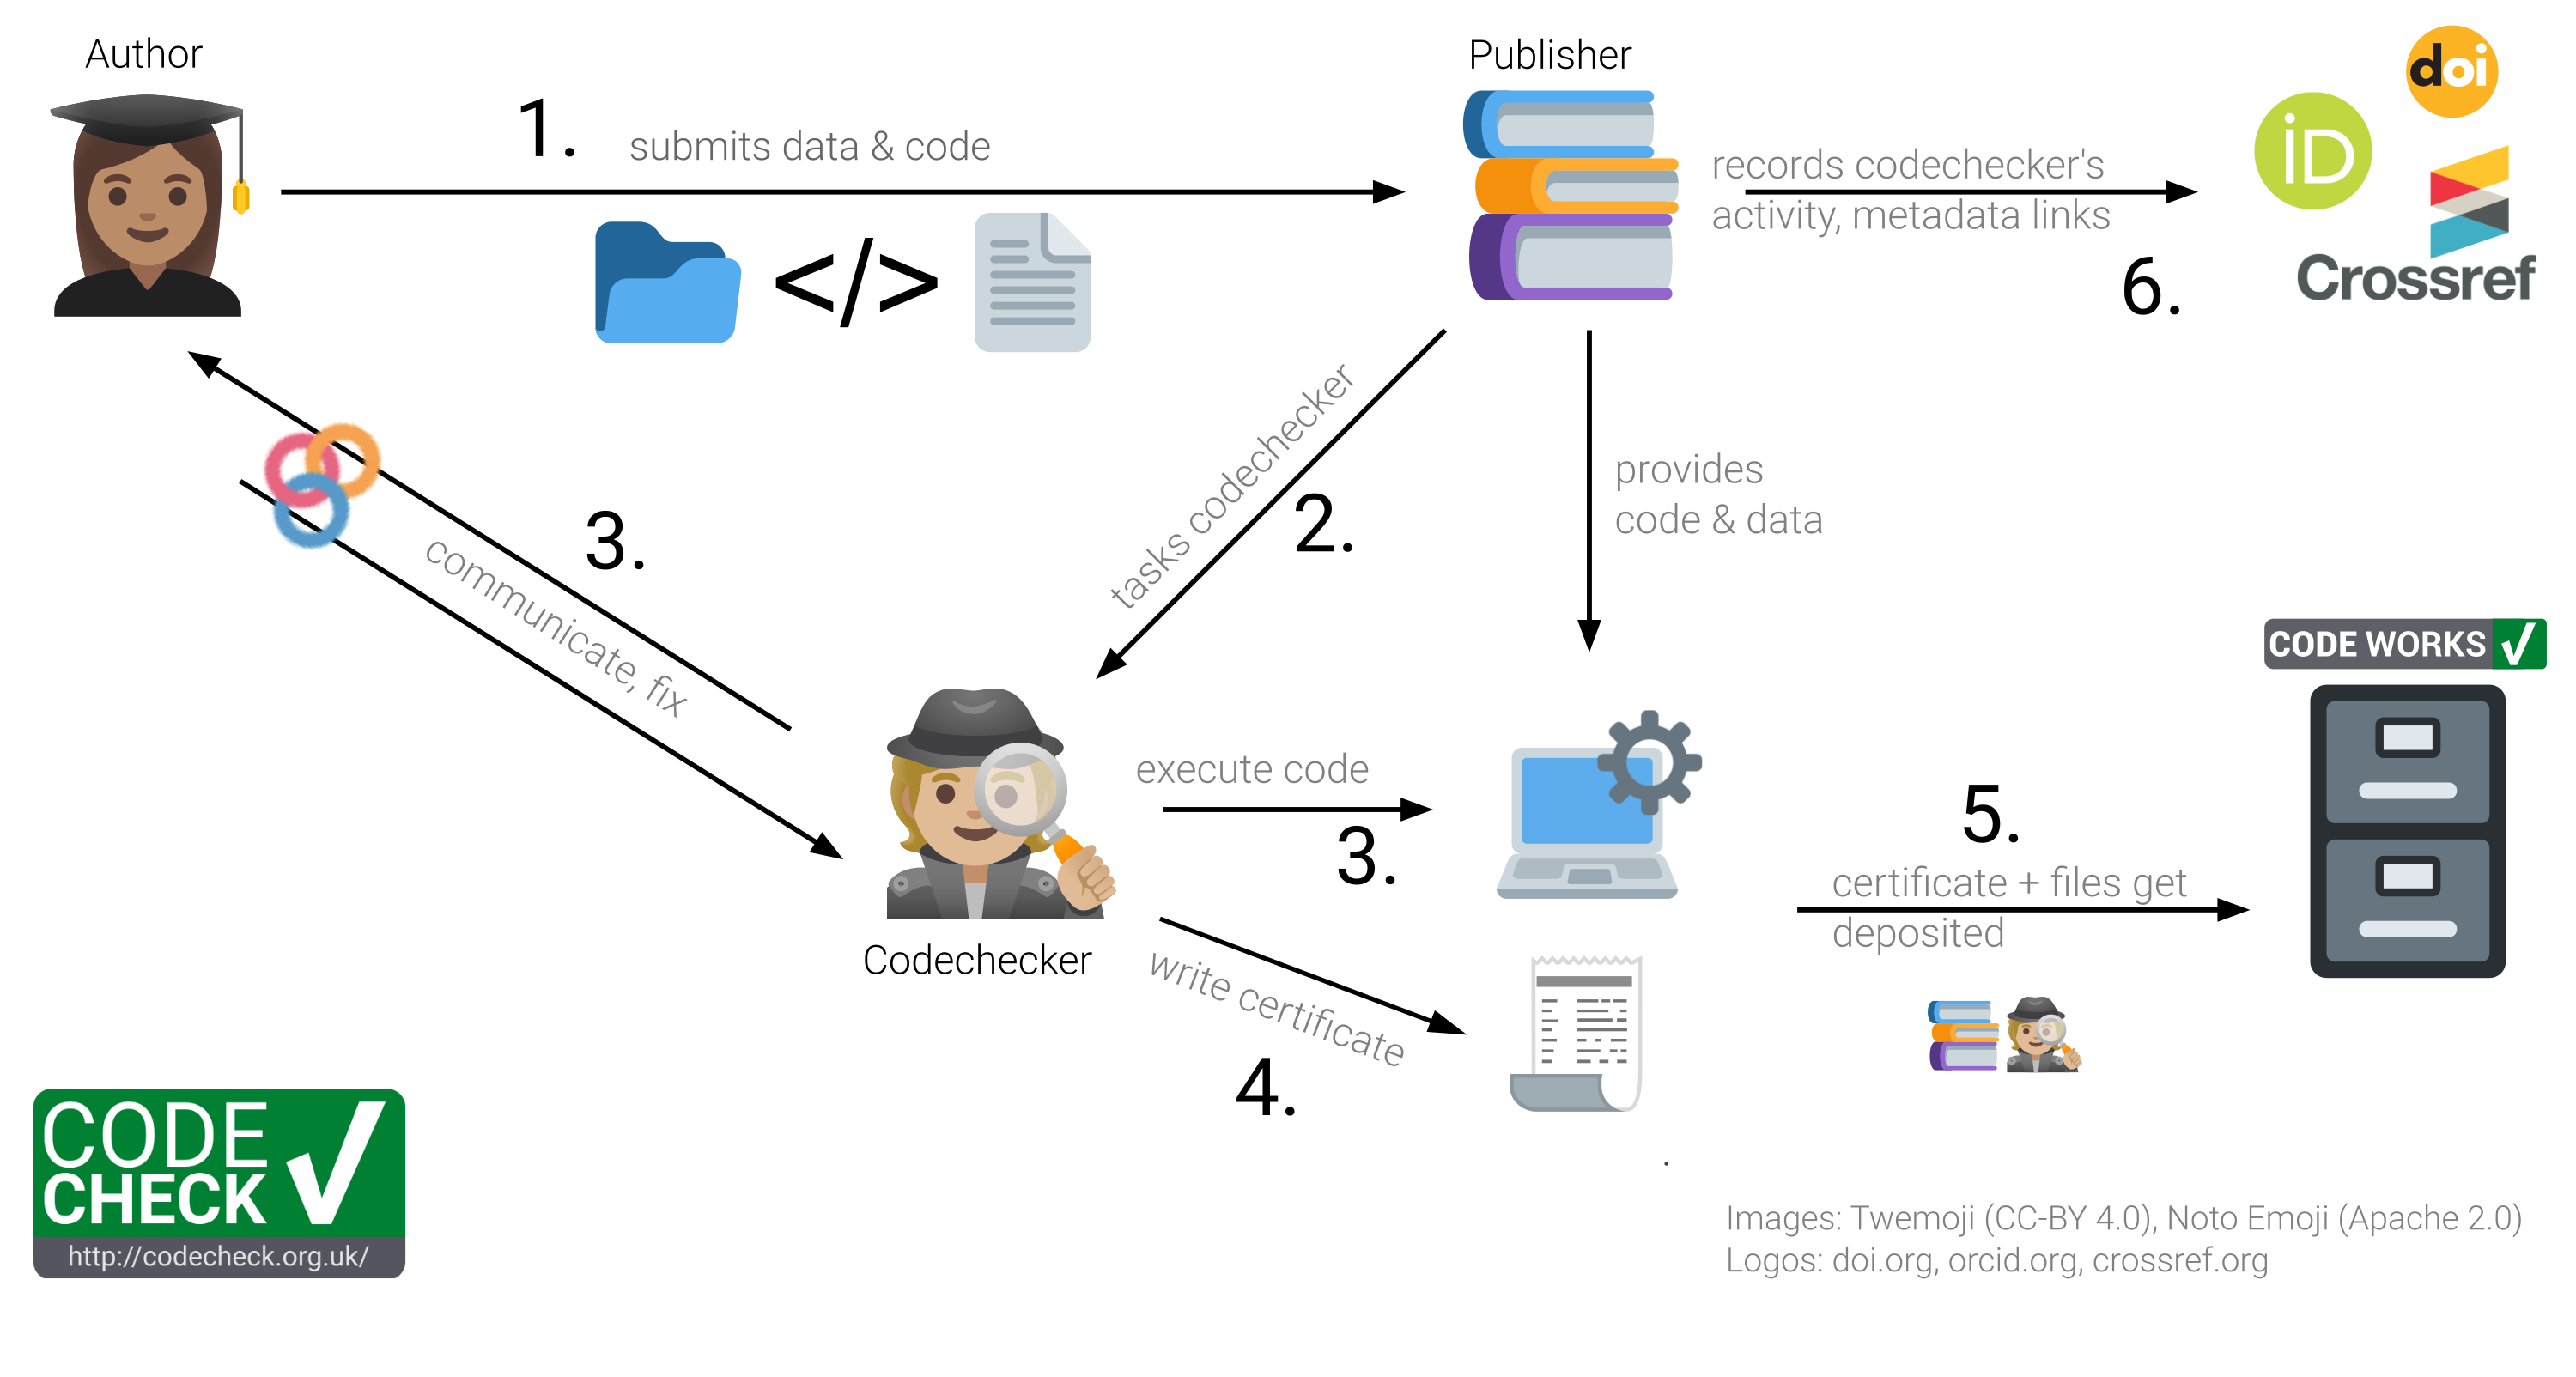 Author
Publisher
doi
iD
Crossref
1.
submits data & code
</>
records codechecker's
activity, metadata links
6.
tasks codechecker
2.
provides
code & data
3.
communicate, fix
CODE WORKS
execute code
3.
5.
certificate + files get
deposited
Codechecker
write certificate
4.
CODE
CHECK
http://codecheck.org.uk/
Images: Twemoji (CC-BY 4.0), Noto Emoji (Apache 2.0)
Logos: doi.org, orcid.org, crossref.org